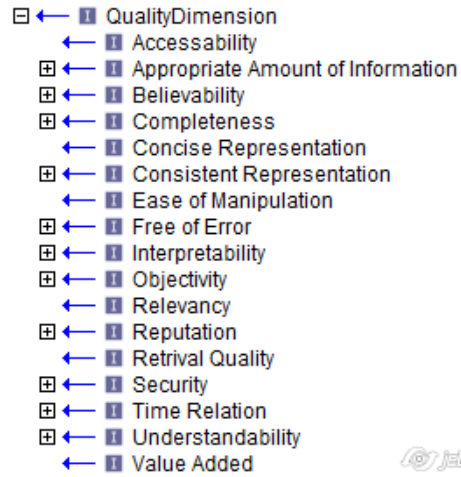 QualityDimension
Accessability
Appropriate Amount of Information
Believability
Completeness
Concise Representation
Consistent Representation
Ease of Manipulation
Free of Error
Interpretability
Objectivity
Relevancy
Reputation
Retrival Quality
Security
Time Relation
Understandability
Value Added